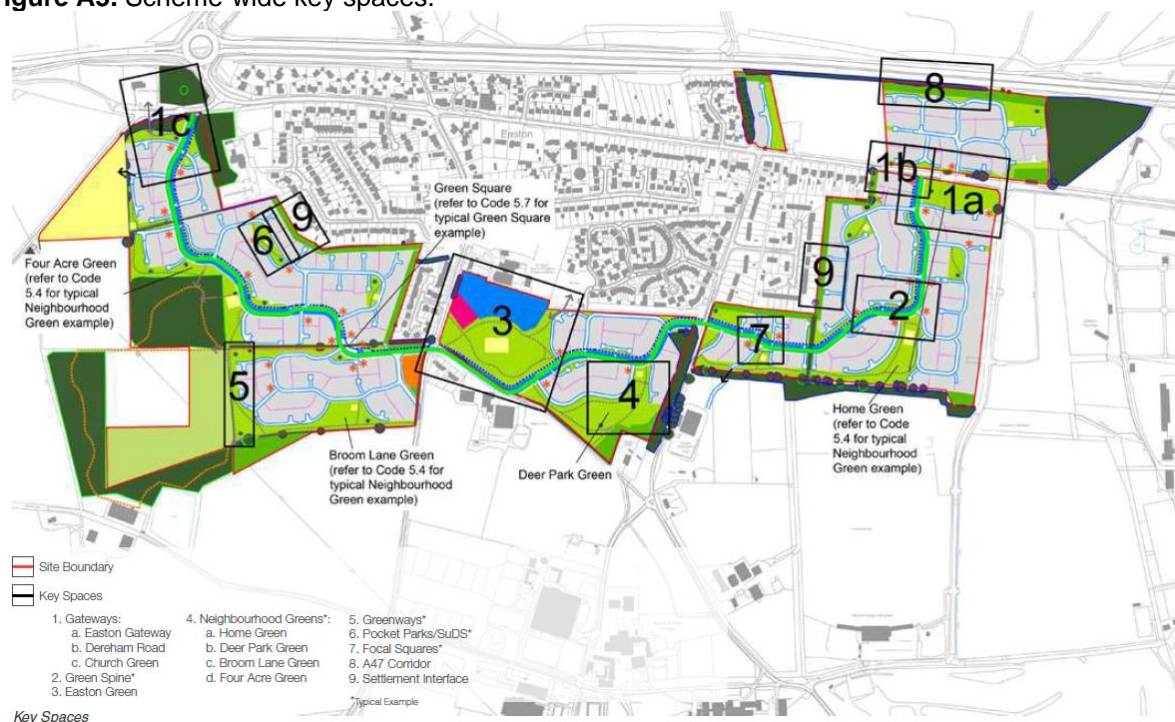 Figure A5. Scheme-wide key spaces.
8
1c
Easton
1b
1a
Green Square
(refer to Code 5.7 for
typical Green Square
example)
9
6
9
Four Acre Green
(refer to Code
5.4 for typical
Neighbourhood
Green example)
2
3
7
5
4
Home Green
(refer to Code
5.4 for typical
Neighbourhood
Green example)
Broom Lane Green
(refer to Code 5.4 for
typical Neighbourhood
Green example)
Deer Park Green
Site Boundary
Key Spaces
1. Gateways:
a. Easton Gateway
b. Dereham Road
c. Church Green
2. Green Spine*
3. Easton Green
4. Neighbourhood Greens*:
a. Home Green
b. Deer Park Green
c. Broom Lane Green
d. Four Acre Green
5. Greenways*
6. Pocket Parks/SuDS*
7. Focal Squares*
8. A47 Corridor
9. Settlement Interface
*Typical Example
Key Spaces